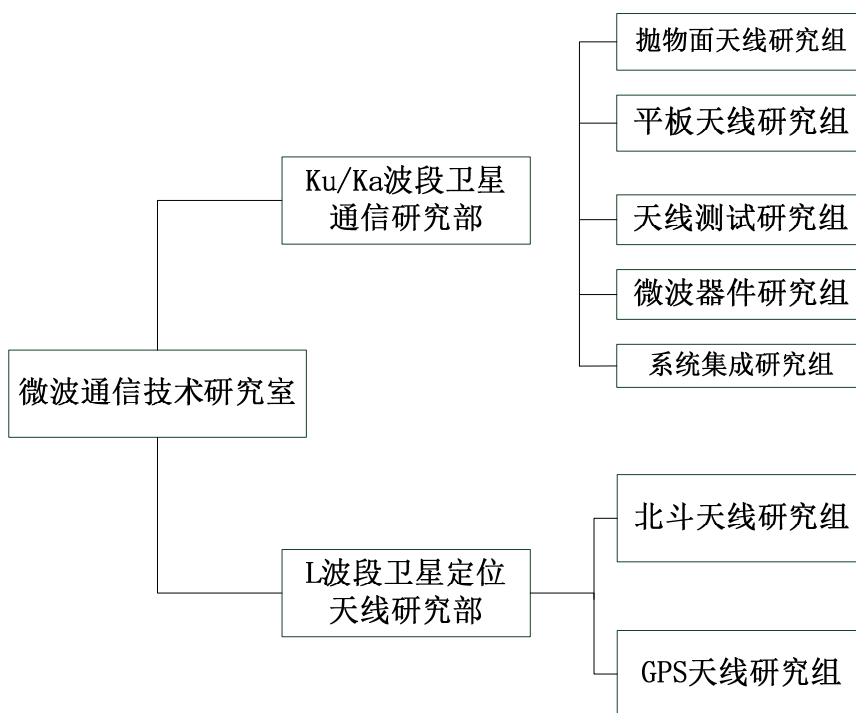 微波通信技术研究室
Ku/Ka波段卫星
通信研究部
抛物面天线研究组
平板天线研究组
天线测试研究组
微波器件研究组
系统集成研究组
L波段卫星定位
天线研究部
北斗天线研究组
GPS天线研究组